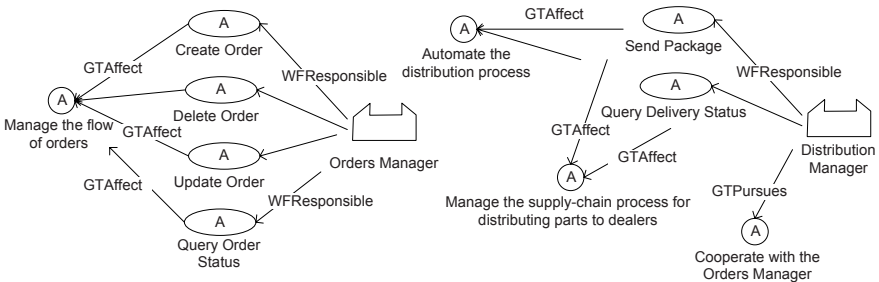 A
Create Order
GTAffect
WFResponsible
A
Manage the flow
of orders
A
Delete Order
GTAffect
A
Update Order
Orders Manager
GTAffect
WFResponsible
A
Query Order
Status
GTAffect
A
Automate the
distribution process
A
Send Package
WFResponsible
A
Query Delivery Status
GTAffect
GTAffect
Distribution
Manager
A
Manage the supply-chain process for
distributing parts to dealers
GTPursues
A
Cooperate with the
Orders Manager